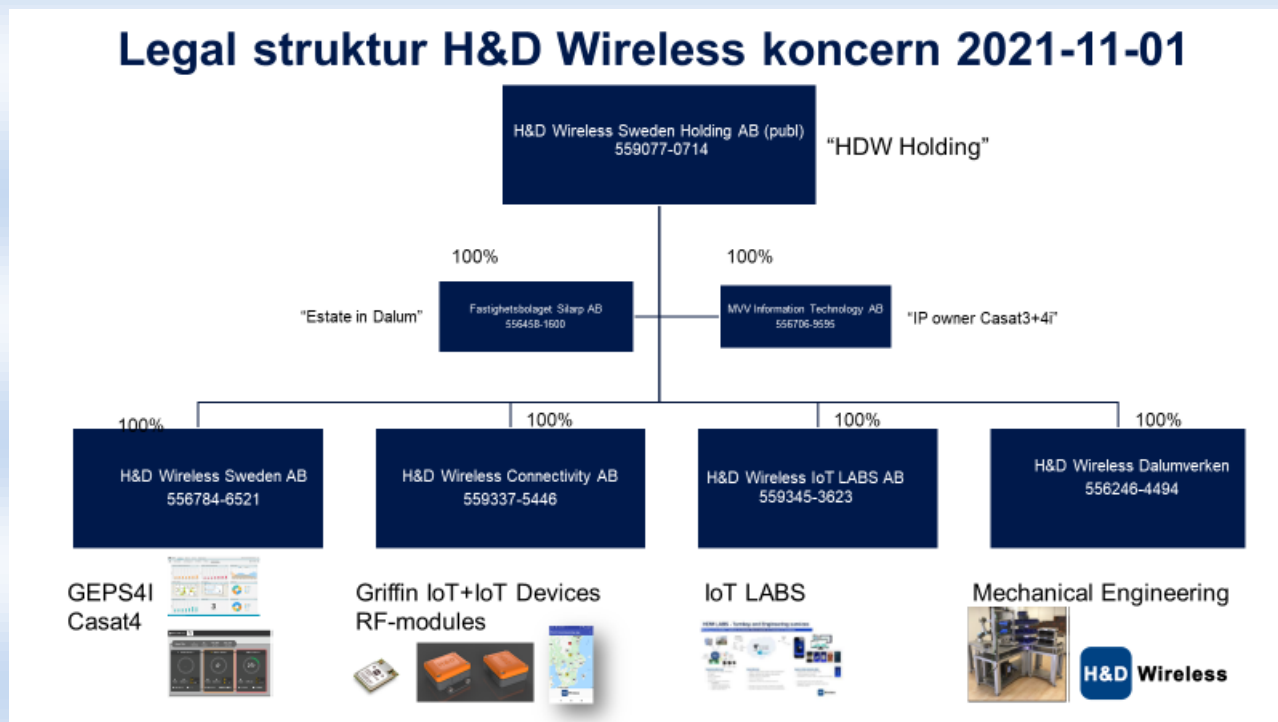 Legal struktur H&D Wireless koncern 2021-11-01
H&D Wireless Sweden Holding AB (publ)
559077-0714
“HDW Holding”
100%
100%
“Estate in Dalum”
Fastighetsbolaget Silarp AB
556458-1600
MVV Information Technology AB
556706-9595
“IP owner Casat3+4i”
100%
100%
100%
100%
H&D Wireless Sweden AB
556784-6521
H&D Wireless Connectivity AB
559337-5446
H&D Wireless IoT LABS AB
559345-3623
H&D Wireless Dalumverken
556246-4494
GEPS4I
Casat4
Griffin IoT+IoT Devices
RF-modules
IoT LABS
Mechanical Engineering
H&D Wireless